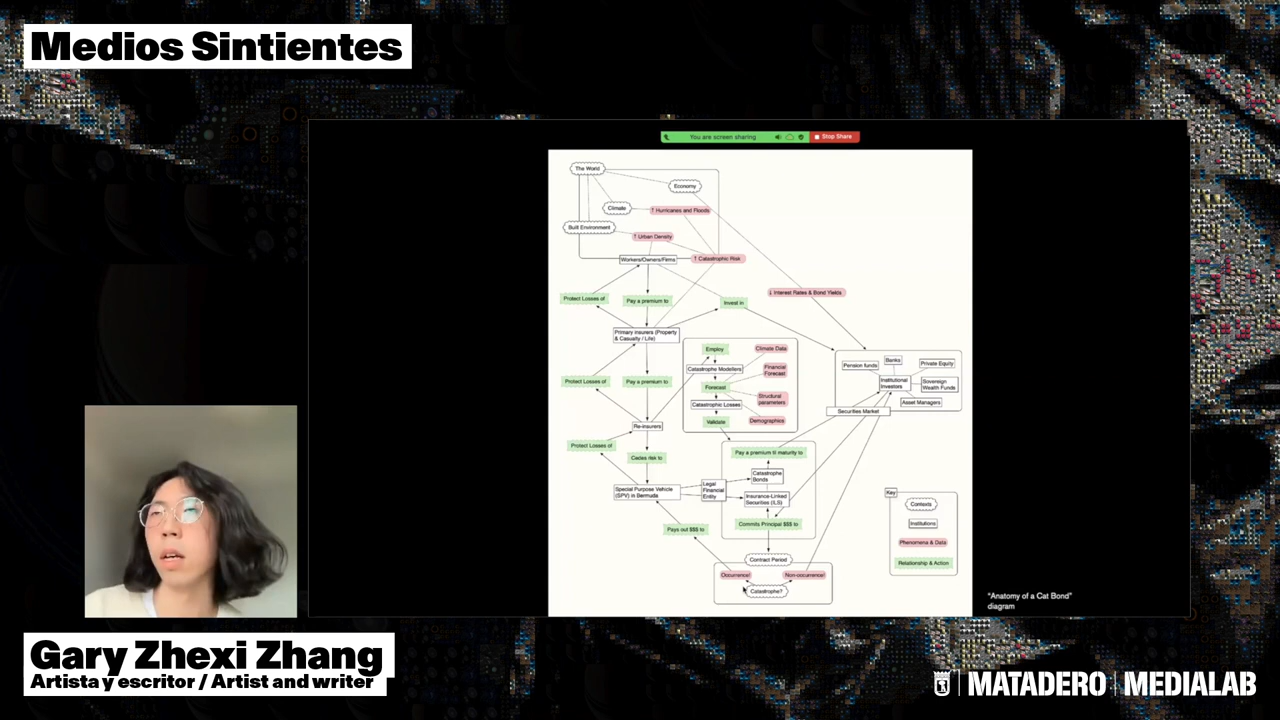 Medios Sintientes
You are screen sharing
Stop Share
The World
Economy
Climate
↑ Hurricanes and Floods
Built Environment
↑ Urban Density
Workers/Owners/Firms
↑ Catastrophic Risk
↓ Interest Rates & Bond Yields
Protect Losses of
Pay a premium to
Invest in
Primary insurers (Property
& Casualty / Life)
Employ
Climate Data
Catastrophe Modellers
Financial
Forecast
Forecast
Structural
parameters
Catastrophic Losses
Demographics
Validate
Pension funds
Banks
Private Equity
Institutional
Investors
Sovereign
Wealth Funds
Asset Managers
Securities Market
Protect Losses of
Pay a premium to
Re-insurers
Protect Losses of
Cedes risk to
Pay a premium til maturity to
Catastrophe
Bonds
Special Purpose Vehicle
(SPV) in Bermuda
Legal
Financial
Entity
Insurance-Linked
Securities (ILS)
Commits Principal $$$ to
Pays out $$$ to
Contract Period
Occurrence!
Non-occurrence!
Catastrophe?
Key
Contexts
Institutions
Phenomena & Data
Relationship & Action
"Anatomy of a Cat Bond"
diagram
Gary Zhexi Zhang
Artista y escritor / Artist and writer
MATADERO | MEDIALAB